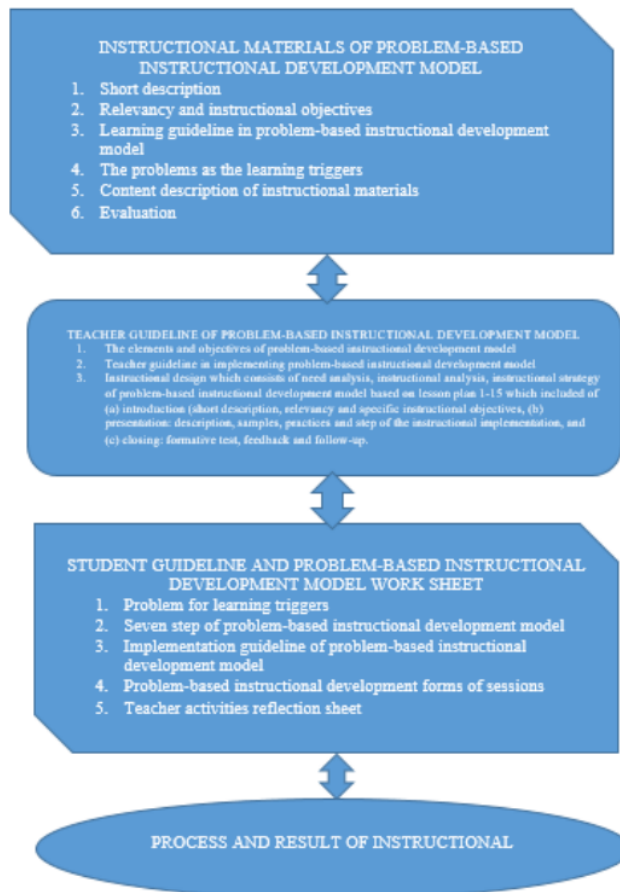 INSTRUCTIONAL MATERIALS OF PROBLEM-BASED
INSTRUCTIONAL DEVELOPMENT MODEL
1. Short description
2. Relevancy and instructional objectives
3. Learning guideline in problem-based instructional development
model
4. The problems as the learning triggers
5. Content description of instructional materials
6. Evaluation
TEACHER GUIDELINE OF PROBLEM-BASED INSTRUCTIONAL DEVELOPMENT MODEL
1. The elements and objectives of problem-based instructional development model
2. Teacher guideline in implementing problem-based instructional development model
3. Instructional design which consists of need analysis, instructional analysis, instructional strategy
of problem-based instructional development model based on lesson plan 1-15 which included of
(a) introduction (short description, relevancy and specific instructional objectives, (b)
presentation: description, samples, practices and step of the instructional implementation, and
(c) closing: formative test, feedback and follow-up.
STUDENT GUIDELINE AND PROBLEM-BASED INSTRUCTIONAL
DEVELOPMENT MODEL WORK SHEET
1. Problem for learning triggers
2. Seven step of problem-based instructional development model
3. Implementation guideline of problem-based instructional
development model
4. Problem-based instructional development forms of sessions
5. Teacher activities reflection sheet
PROCESS AND RESULT OF INSTRUCTIONAL